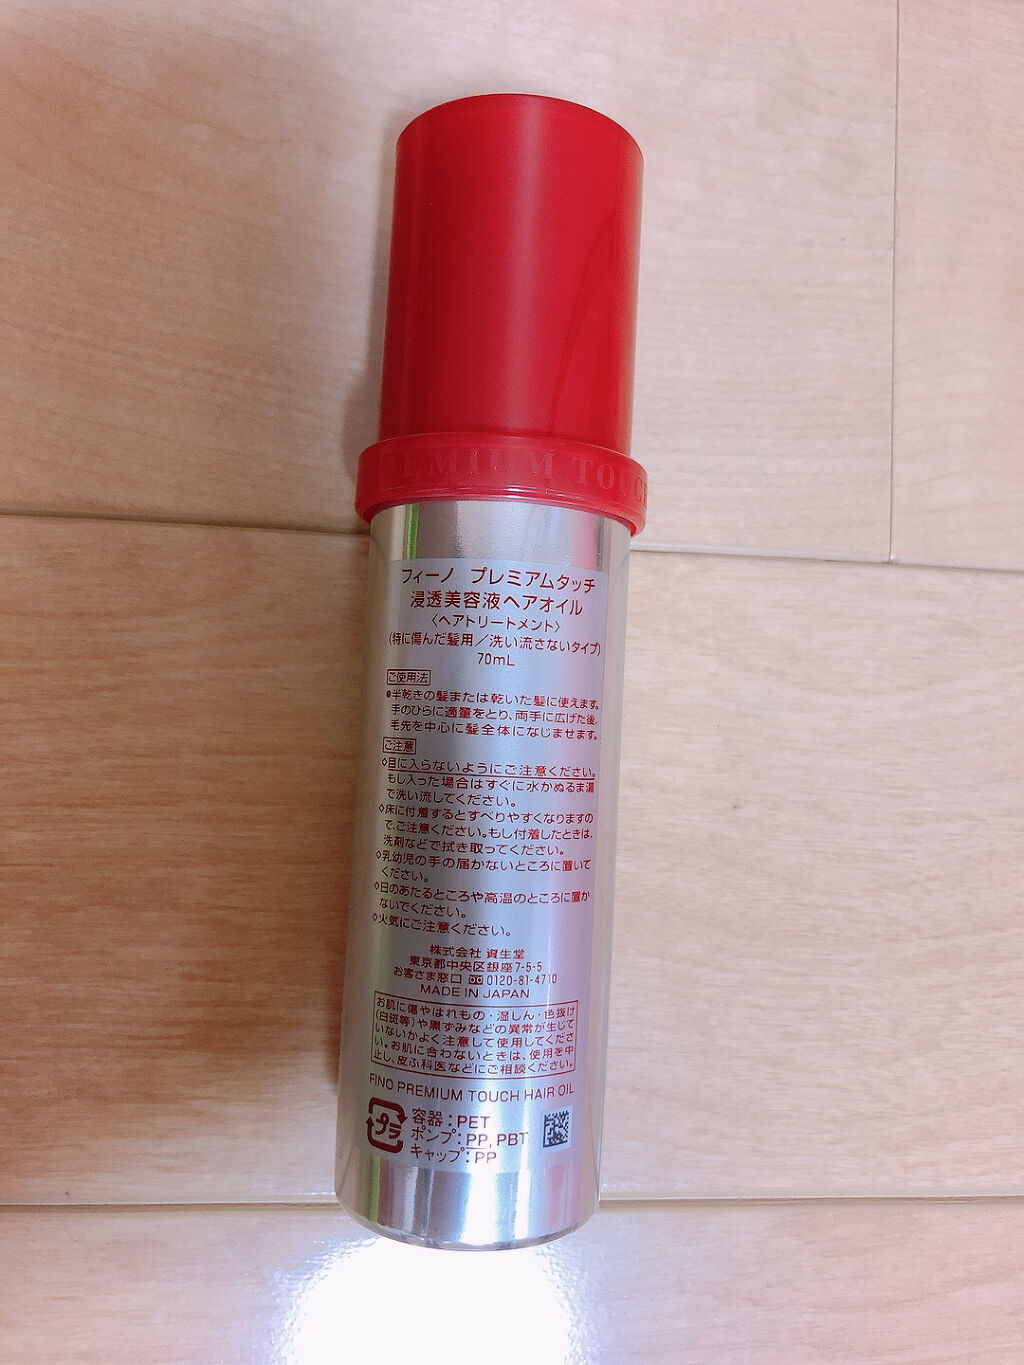 PREMIUM TOUCH
フィーノ プレミアムタッチ
浸透美容液ヘアオイル
〈ヘアトリートメント〉
(特に傷んだ髪用／洗い流さないタイプ)
70mL
ご使用法
●半乾きの髪または乾いた髪に使えます。
手のひらに適量をとり、両手に広げた後、
毛先を中心に髪全体になじませます。
ご注意
◇目に入らないようにご注意ください。
もし入った場合はすぐに水かぬるま湯
で洗い流してください。
◇床に付着するとすべりやすくなりますの
で、ご注意ください。もし付着したときは、
洗剤などで拭き取ってください。
◇乳幼児の手の届かないところに置いて
ください。
◇日のあたるところや高温のところに置か
ないでください。
◇火気にご注意ください。
株式会社 資生堂
東京都中央区銀座7-5-5
お客さま窓口 0120-81-4710
MADE IN JAPAN
お肌に傷やはれもの・湿しん・色抜け
(白斑等)や黒ずみなどの異常が生じて
いないかよく注意して使用してくださ
い。お肌に合わないときは、使用を中
止し、皮ふ科医などにご相談ください。
FINO PREMIUM TOUCH HAIR OIL
プラ
容器：PET
ポンプ：PP, PBT
キャップ：PP